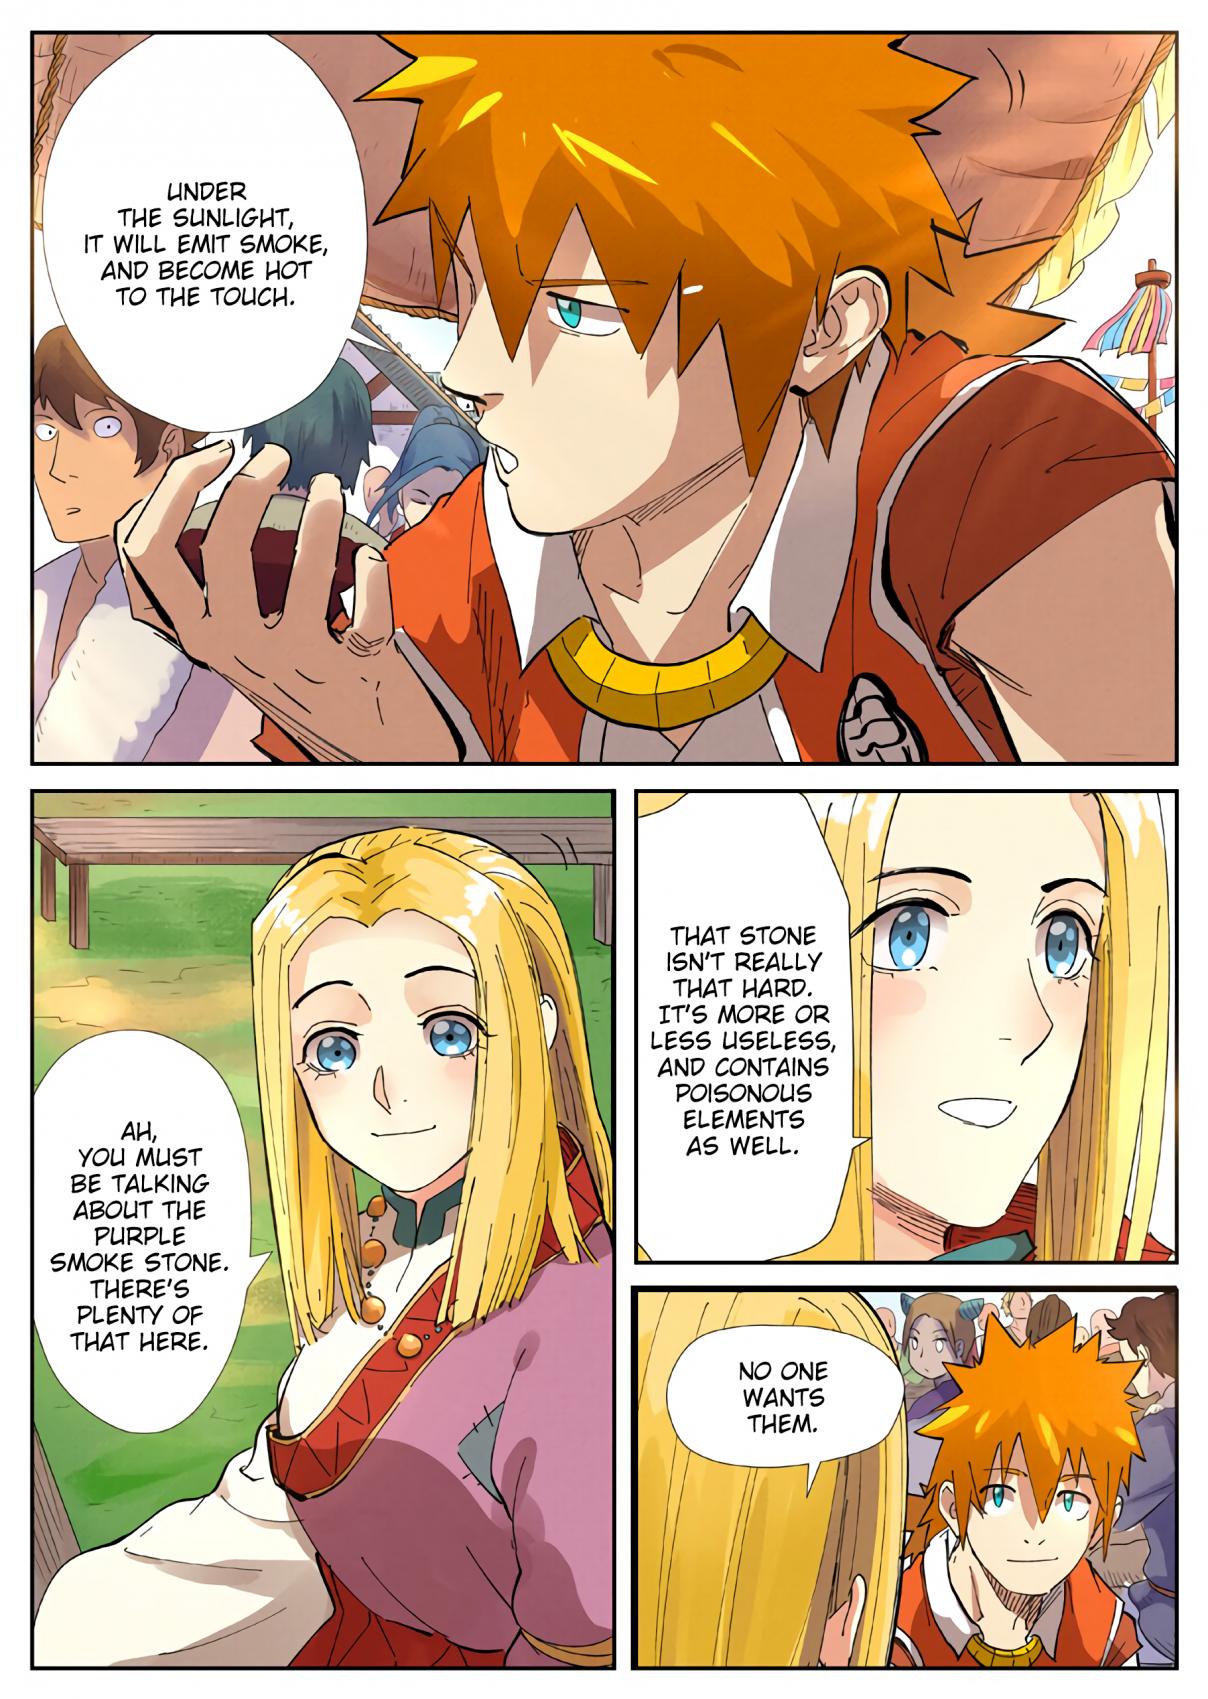 UNDER
THE SUNLIGHT,
IT WILL EMIT SMOKE,
AND BECOME HOT
TO THE TOUCH.
AH,
YOU MUST
BE TALKING
ABOUT THE
PURPLE
SMOKE STONE.
THERE'S
PLENTY OF
THAT HERE.
THAT STONE
ISN'T REALLY
THAT HARD.
IT'S MORE OR
LESS USELESS,
AND CONTAINS
POISONOUS
ELEMENTS
AS WELL.
NO ONE
WANTS
THEM.